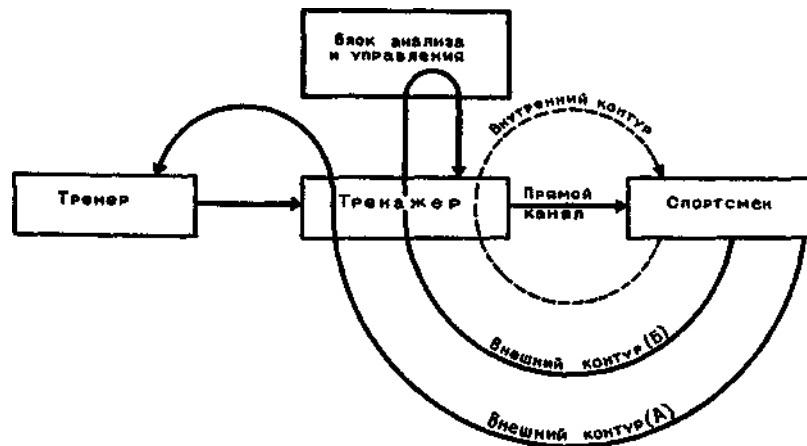 Блок анализа
и управления
Внутренний контур
Тренер
Тренажер
Прямой
канал
Спортсмен
Внешний контур(Б)
Внешний контур(А)